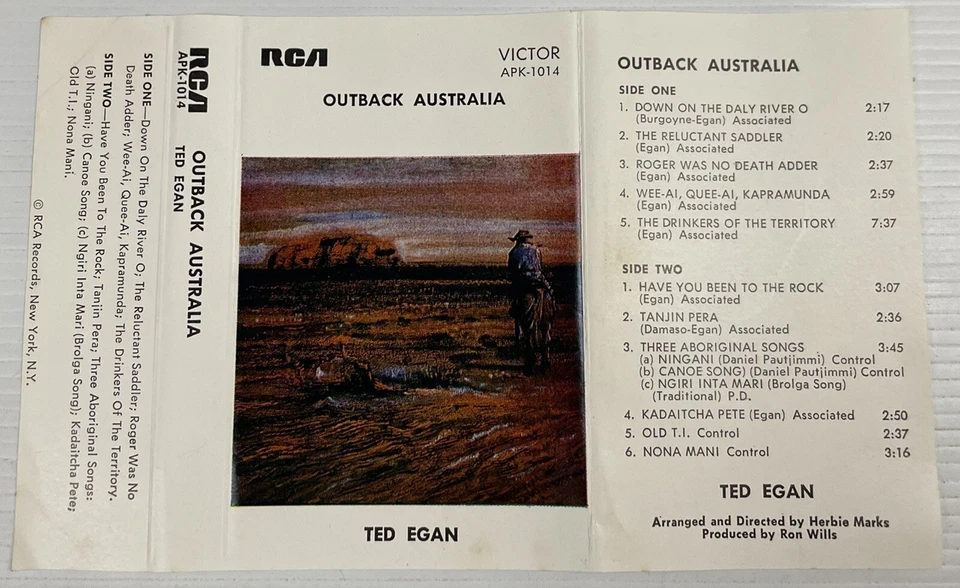 SIDE ONE—Down On The Daly River O; The Reluctant Saddler; Roger Was No
Death Adder; Wee-Ai, Quee-Ai, Kapramunda; The Drinkers Of The Territory.
SIDE TWO—Have You Been To The Rock; Tanjin Pera; Three Aboriginal Songs:
(a) Ningani; (b) Canoe Song; (c) Ngiri Inta Mari (Brolga Song); Kadaitcha Pete;
Old T.I.; Nona Mani.
© RCA Records, New York, N.Y.
RCA
APK-1014
OUTBACK AUSTRALIA
TED EGAN
RCA
VICTOR
APK-1014
OUTBACK AUSTRALIA
TED EGAN
OUTBACK AUSTRALIA
SIDE ONE
1. DOWN ON THE DALY RIVER O 2:17
(Burgoyne-Egan) Associated
2. THE RELUCTANT SADDLER 2:20
(Egan) Associated
3. ROGER WAS NO DEATH ADDER 2:37
(Egan) Associated
4. WEE-AI, QUEE-AI, KAPRAMUNDA 2:59
(Egan) Associated
5. THE DRINKERS OF THE TERRITORY 7:37
(Egan) Associated
SIDE TWO
1. HAVE YOU BEEN TO THE ROCK 3:07
(Egan) Associated
2. TANJIN PERA 2:36
(Damaso-Egan) Associated
3. THREE ABORIGINAL SONGS 3:45
(a) NINGANI (Daniel Pautjimmi) Control
(b) CANOE SONG) (Daniel Pautjimmi) Control
(c) NGIRI INTA MARI (Brolga Song)
(Traditional) P.D.
4. KADAITCHA PETE (Egan) Associated 2:50
5. OLD T.I. Control 2:37
6. NONA MANI Control 3:16
TED EGAN
Arranged and Directed by Herbie Marks
Produced by Ron Wills